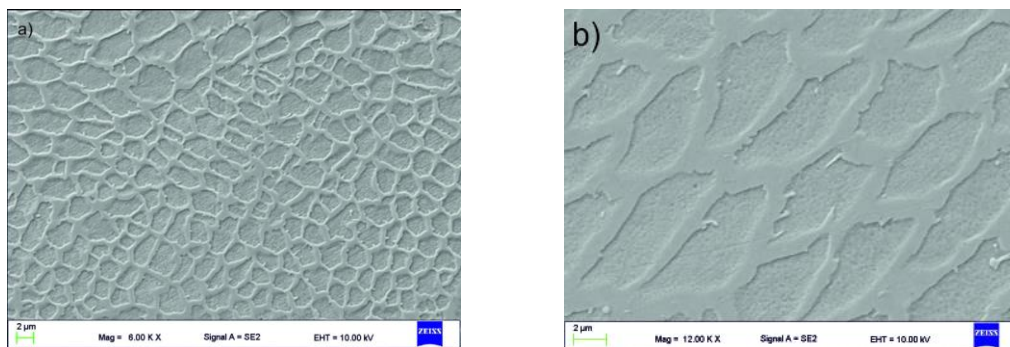 a)
2 µm
Mag = 6.00 K X
Signal A = SE2
EHT = 10.00 kV
ZEISS
b)
2 µm
Mag = 12.00 K X
Signal A = SE2
EHT = 10.00 kV
ZEISS